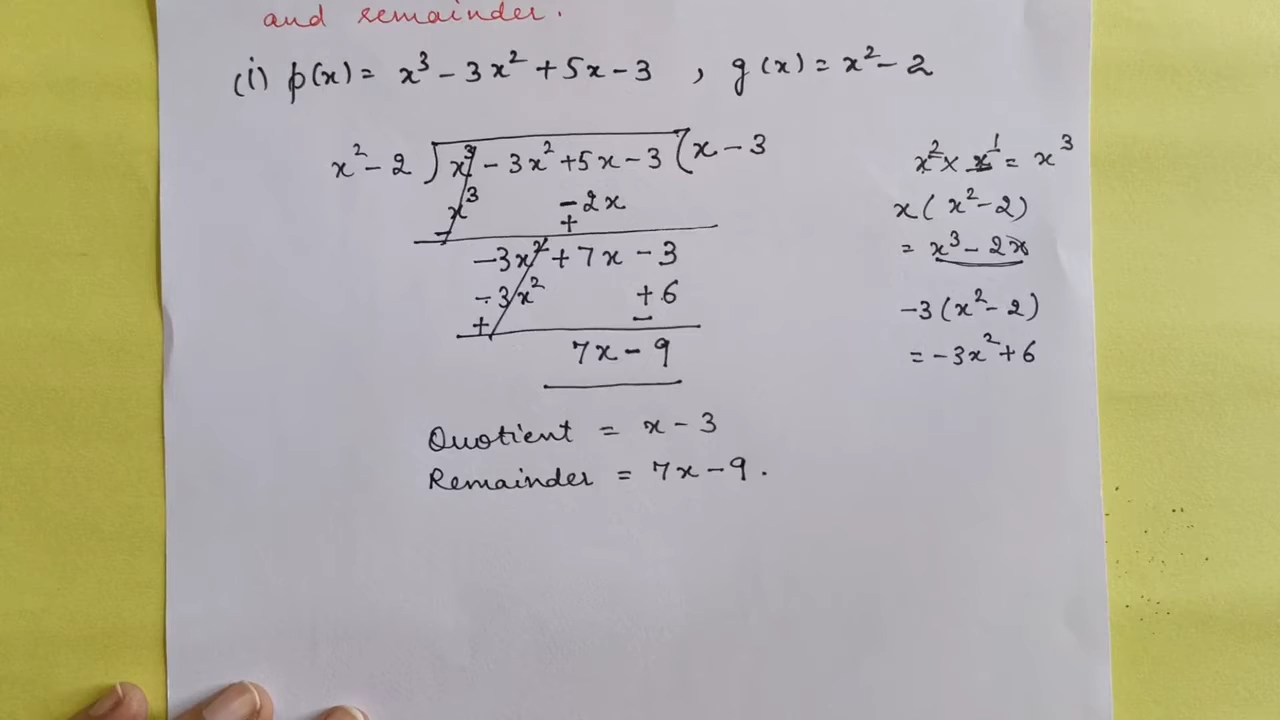 and remainder.
(i) p(x) = x³ - 3x² + 5x - 3 , g(x) = x² - 2
x² - 2 ) x³ - 3x² + 5x - 3 ( x - 3
x³ - 2x
- +
-3x² + 7x - 3
-3x² + 6
+ -
7x - 9
x² × x¹ = x³
x( x² - 2)
= x³ - 2x
-3(x² - 2)
= -3x² + 6
Quotient = x - 3
Remainder = 7x - 9.